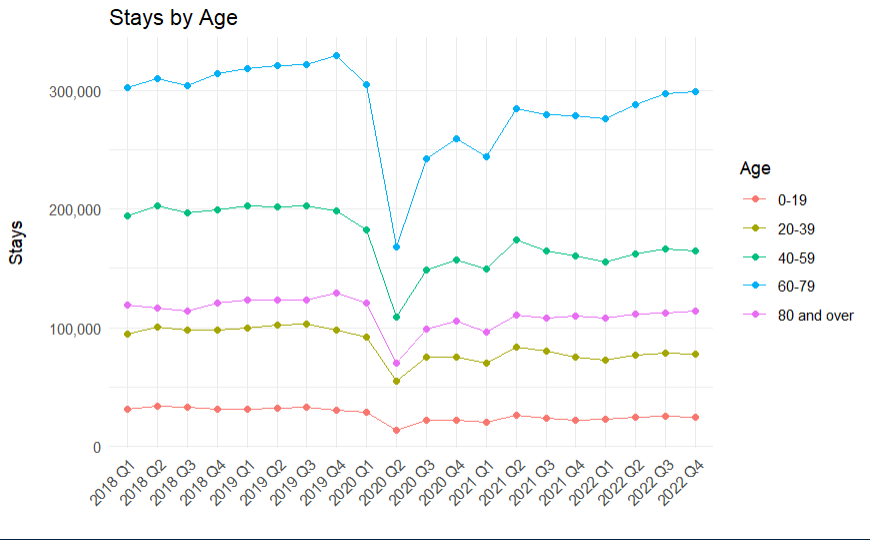 Stays by Age
Stays
300,000
200,000
100,000
0
2018 Q1
2018 Q2
2018 Q3
2018 Q4
2019 Q1
2019 Q2
2019 Q3
2019 Q4
2020 Q1
2020 Q2
2020 Q3
2020 Q4
2021 Q1
2021 Q2
2021 Q3
2021 Q4
2022 Q1
2022 Q2
2022 Q3
2022 Q4
Age
0-19
20-39
40-59
60-79
80 and over